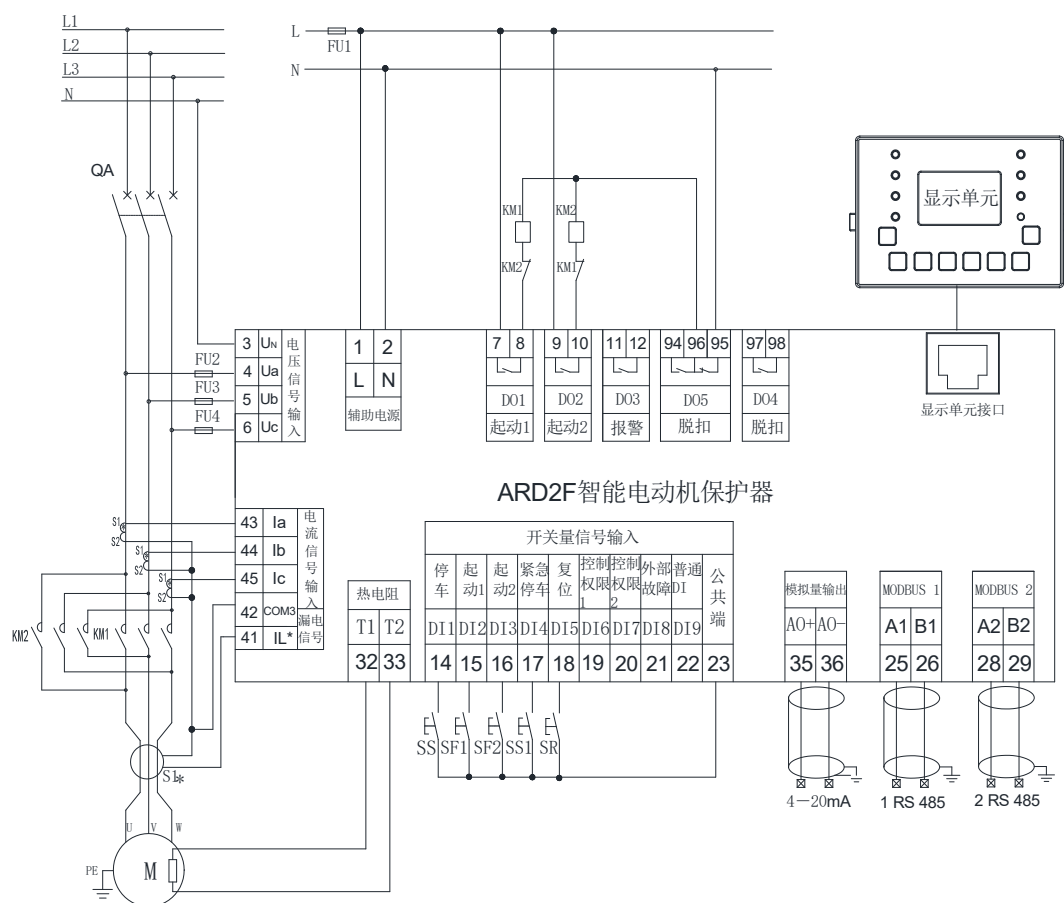 L1
L2
L3
N
QA
L
FU1
N
KM1
KM2
KM2
KM1
显示单元
显示单元接口
3 UN
4 Ua
5 Ub
6 Uc
电压信号输入
FU2
FU3
FU4
1 2
L N
辅助电源
7 8
DO1
起动1
9 10
DO2
起动2
11 12
DO3
报警
94 96 95
DO5
脱扣
97 98
DO4
脱扣
ARD2F智能电动机保护器
43 Ia
44 Ib
45 Ic
42 COM3
41 IL*
电流信号输入
漏电信号
S1
S2
S1
S2
S1
S2
KM2
KM1
热电阻
T1 T2
32 33
开关量信号输入
停车 起动1 起动2 紧急停车 复位 控制权限1 控制权限2 外部故障 普通DI 公共端
DI1 DI2 DI3 DI4 DI5 DI6 DI7 DI8 DI9
14 15 16 17 18 19 20 21 22 23
SS SF1 SF2 SS1 SR
模拟量输出
AO+ AO-
35 36
4－20mA
MODBUS 1
A1 B1
25 26
1 RS 485
MODBUS 2
A2 B2
28 29
2 RS 485
S1*
U V W
M
PE